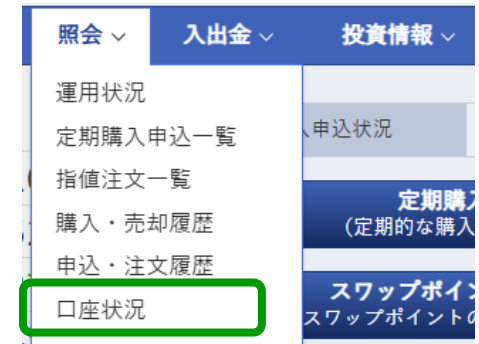 照会 入出金 投資情報
運用状況
定期購入申込一覧
申込状況
指値注文一覧
定期購入
購入・売却履歴
(定期的な購入
申込・注文履歴
スワップポイン
口座状況
スワップポイントの